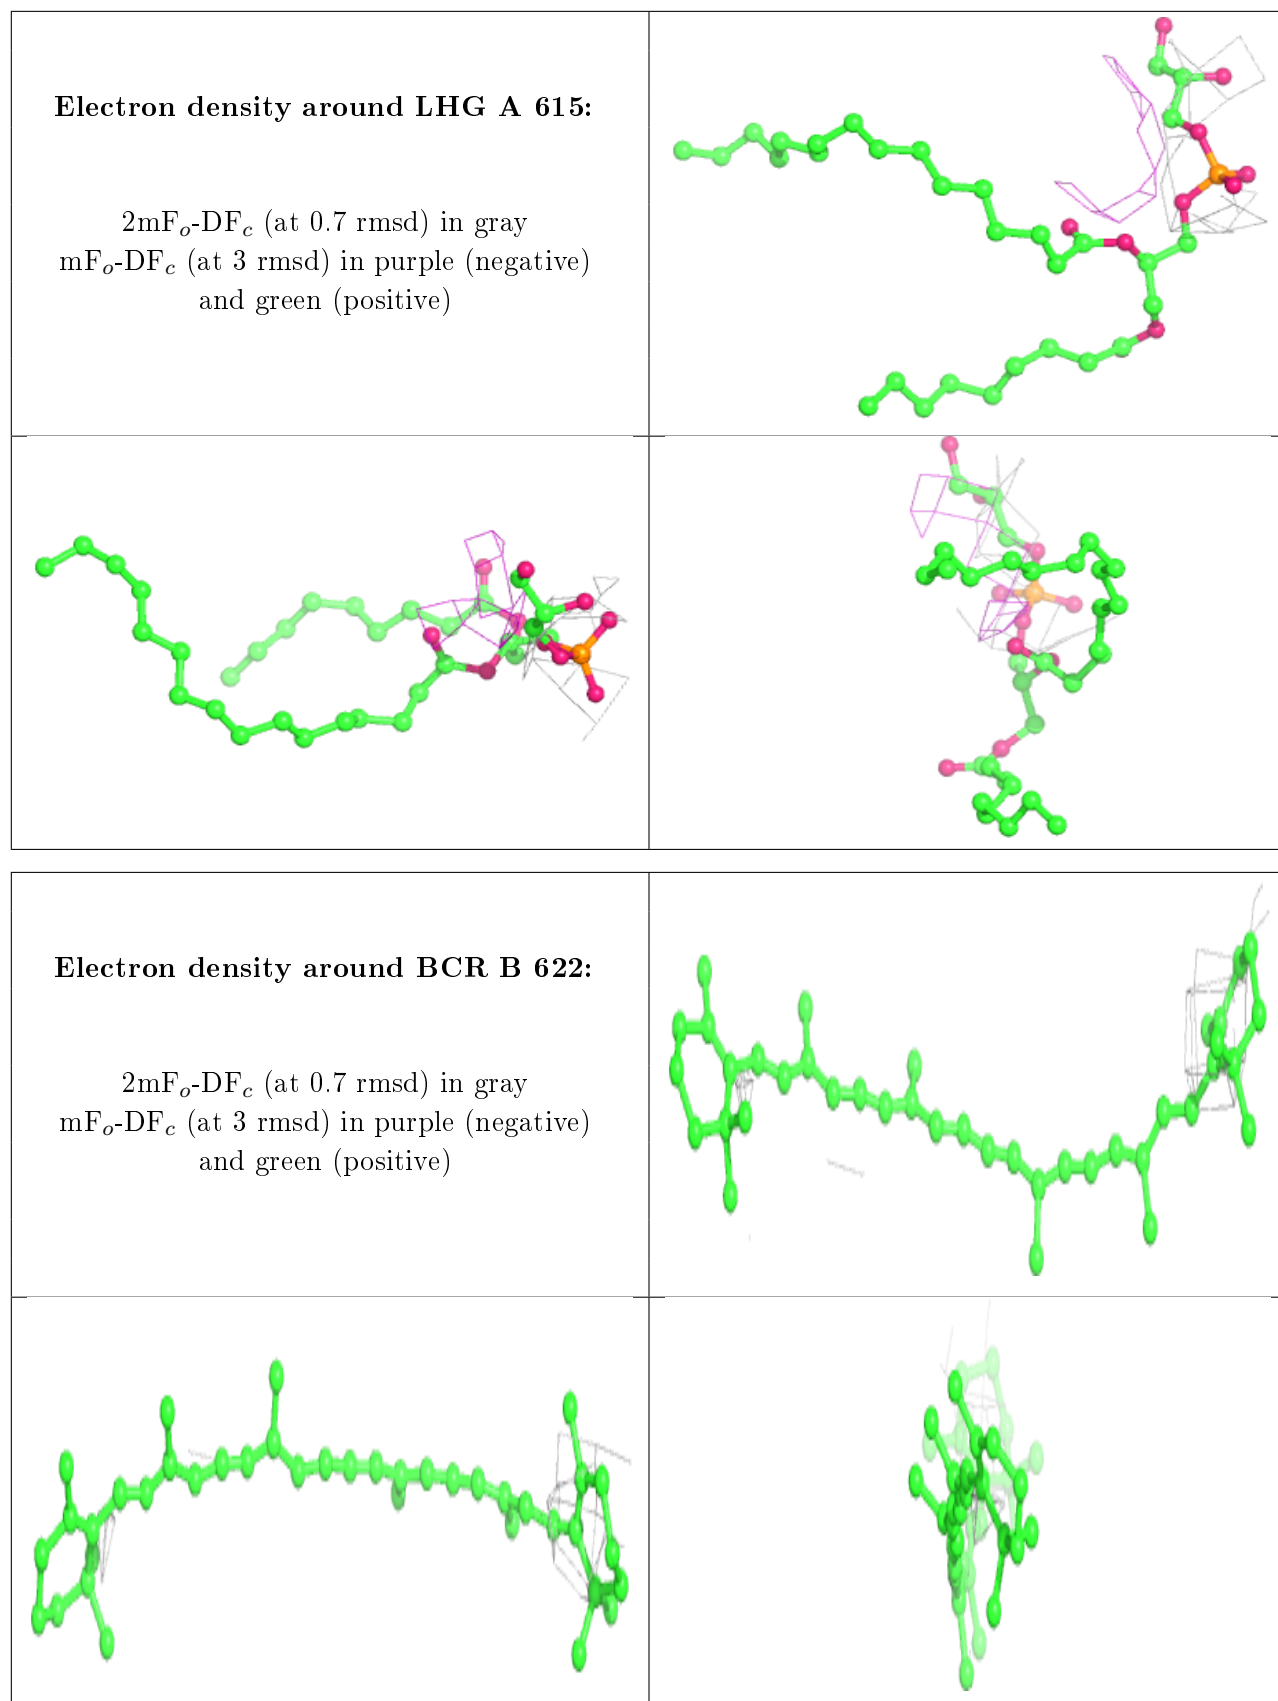 Electron density around LHG A 615:
2mFo-DFc (at 0.7 rmsd) in gray
mFo-DFc (at 3 rmsd) in purple (negative)
and green (positive)
Electron density around BCR B 622:
2mFo-DFc (at 0.7 rmsd) in gray
mFo-DFc (at 3 rmsd) in purple (negative)
and green (positive)